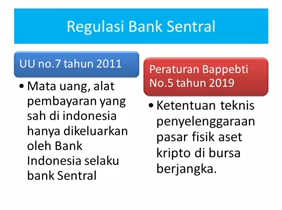 Regulasi Bank Sentral
UU no.7 tahun 2011
• Mata uang, alat
pembayaran yang
sah di indonesia
hanya dikeluarkan
oleh Bank
Indonesia selaku
bank Sentral
Peraturan Bappebti
No.5 tahun 2019
• Ketentuan teknis
penyelenggaraan
pasar fisik aset
kripto di bursa
berjangka.